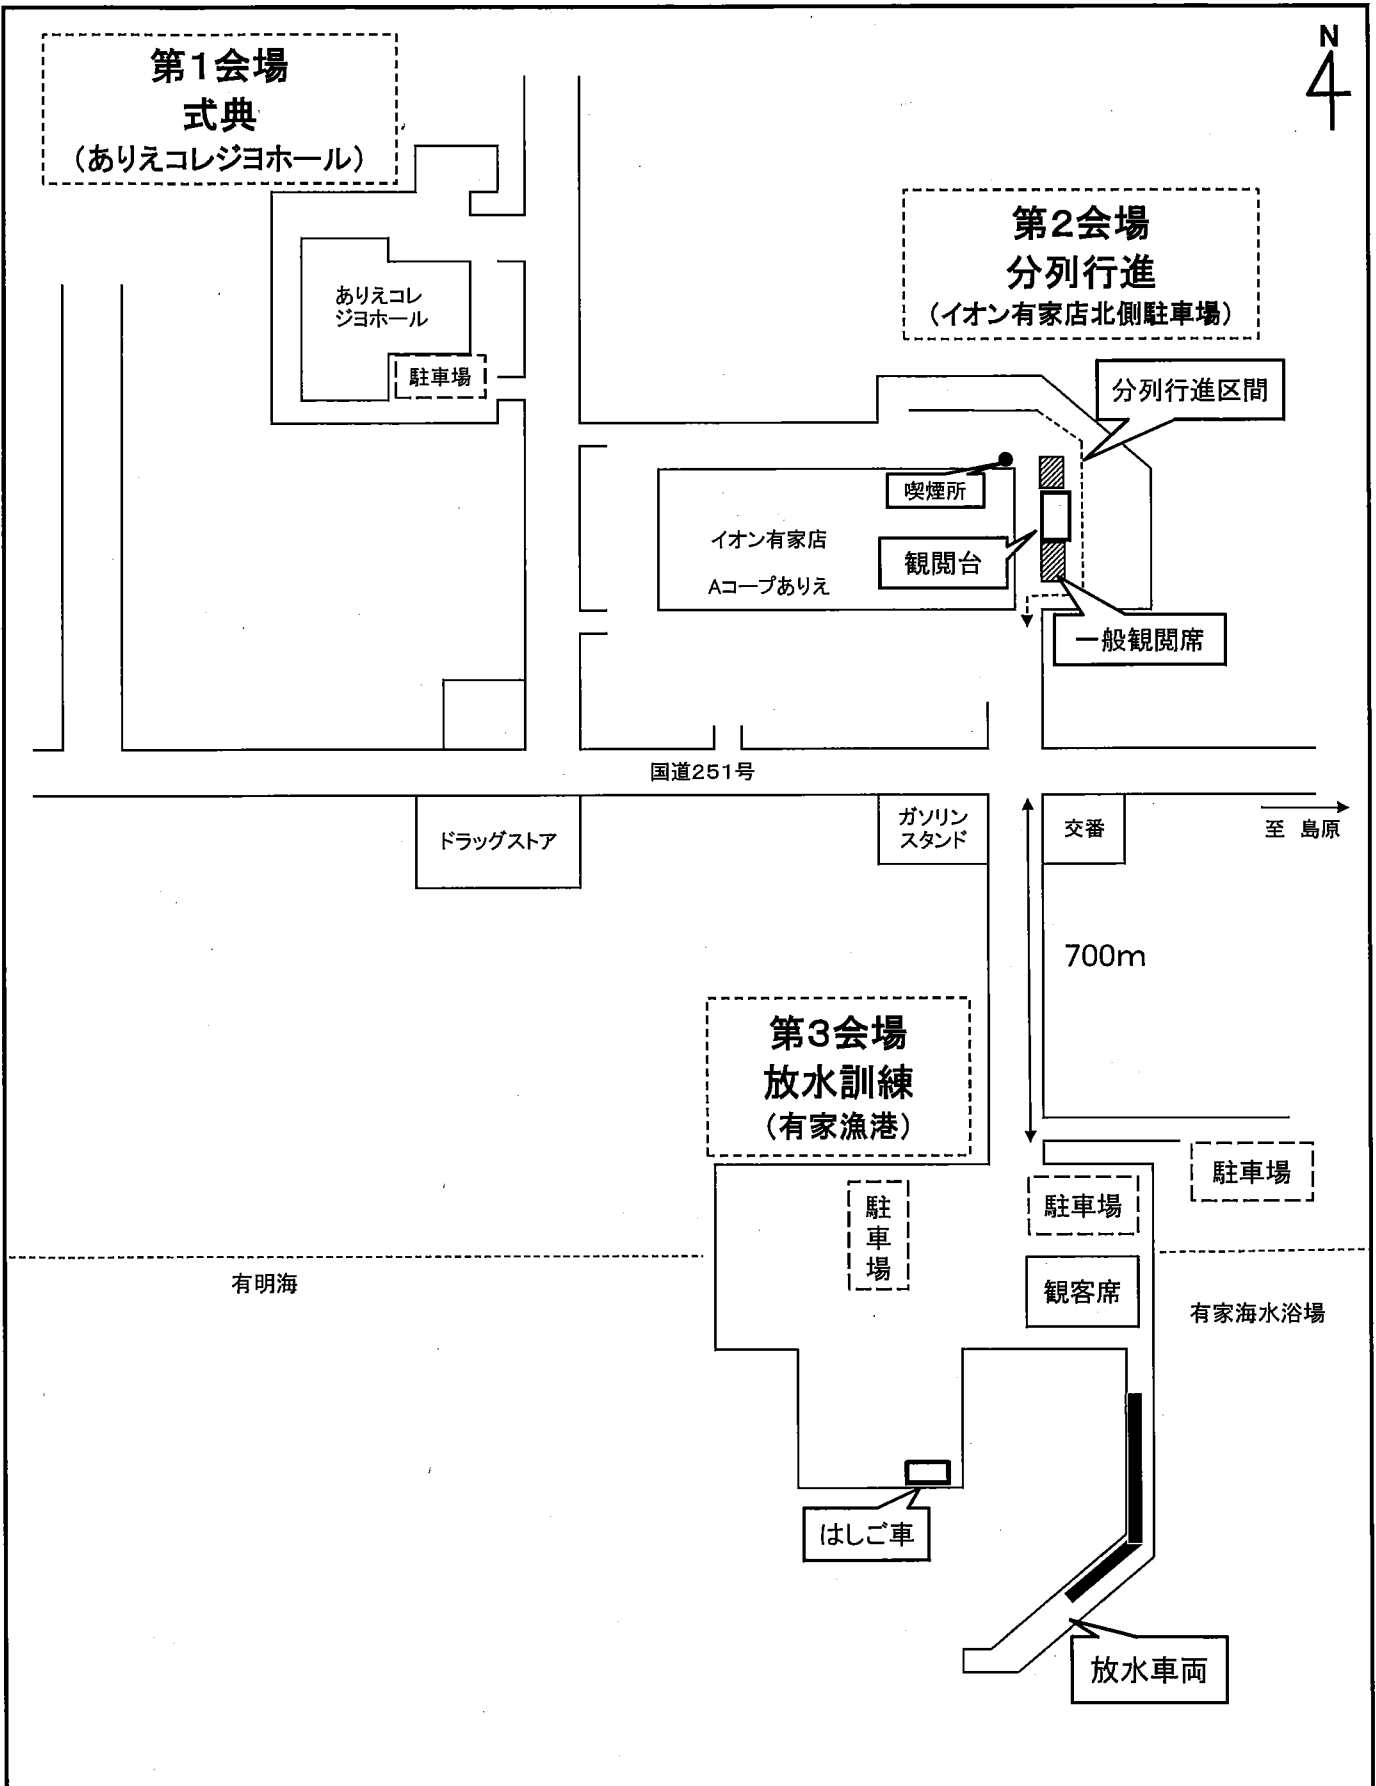 第1会場
式典
（ありえコレジヨホール）
N
第2会場
分列行進
（イオン有家店北側駐車場）
ありえコレ
ジヨホール
駐車場
分列行進区間
喫煙所
イオン有家店
Aコープありえ
観閲台
一般観閲席
国道251号
ドラッグストア
ガソリン
スタンド
交番
至 島原
700m
第3会場
放水訓練
（有家漁港）
駐車場
駐車場
駐車場
観客席
有明海
有家海水浴場
はしご車
放水車両